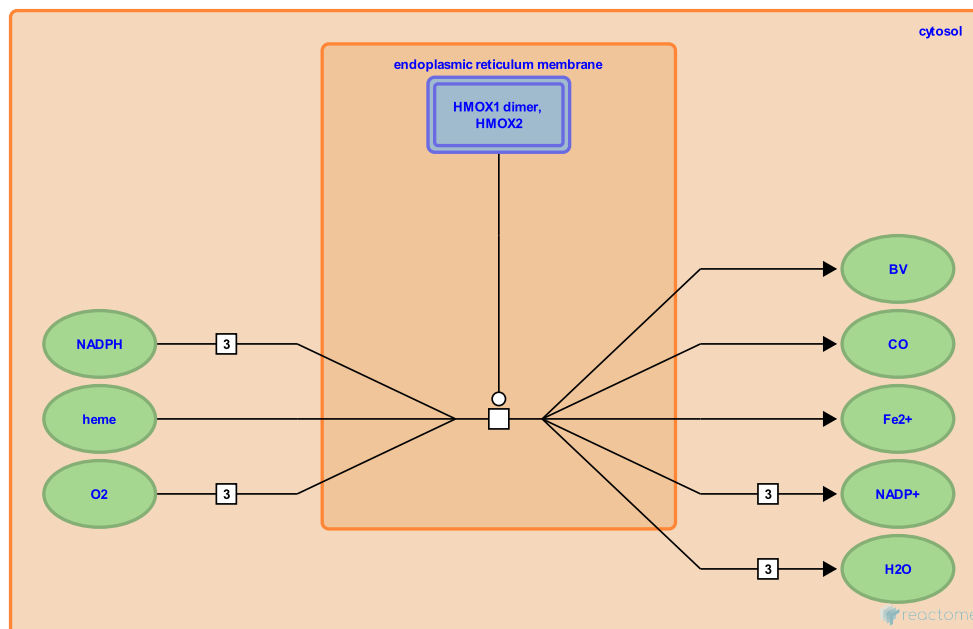 cytosol
endoplasmic reticulum membrane
HMOX1 dimer,
HMOX2
BV
NADPH
3
CO
heme
Fe2+
O2
3
3
NADP+
3
H2O
reactome